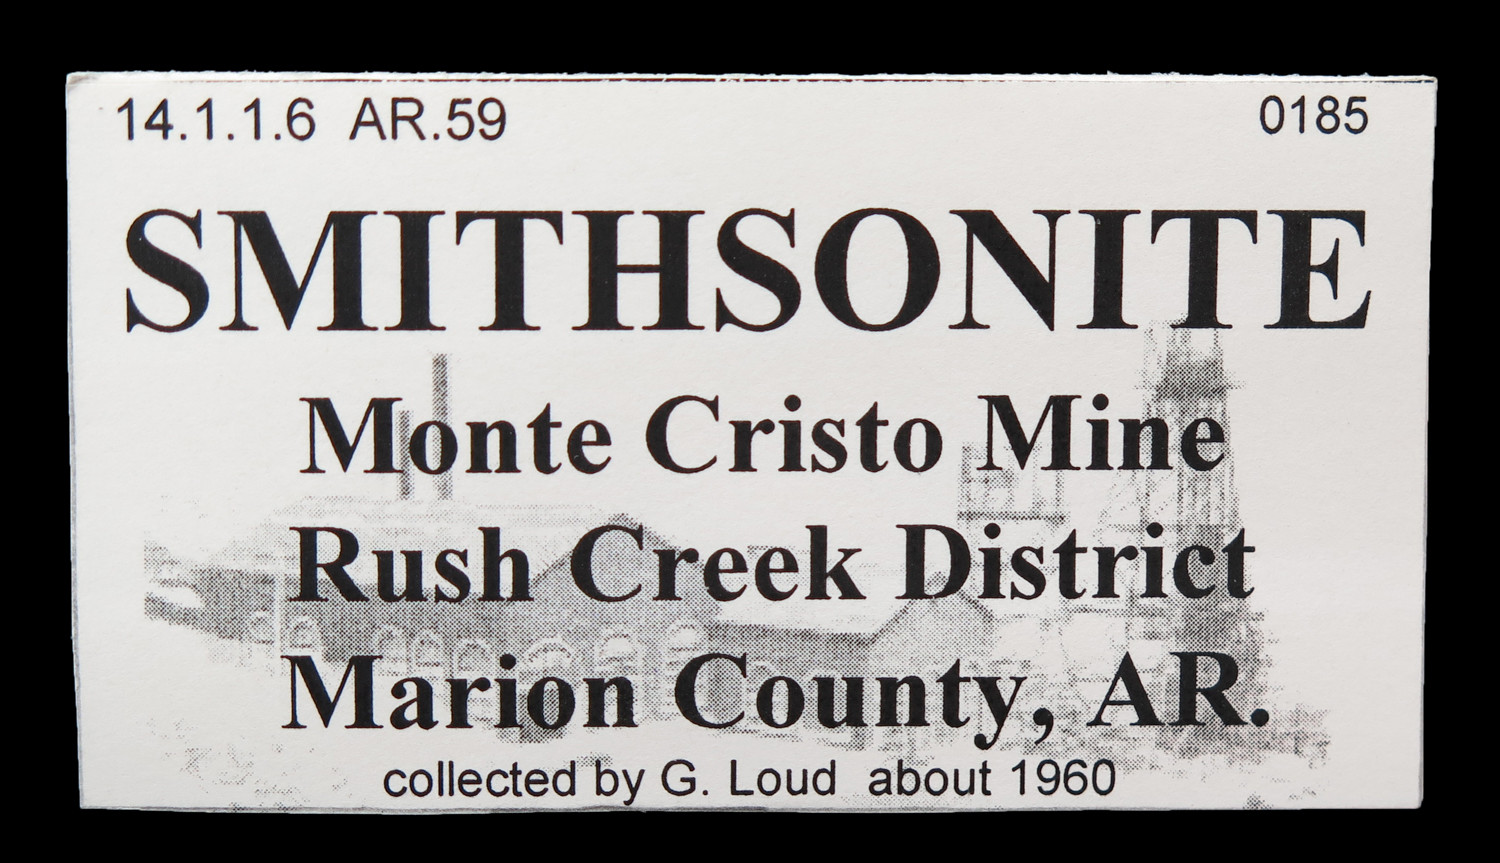 14.1.1.6 AR.59 0185
SMITHSONITE
Monte Cristo Mine
Rush Creek District
Marion County, AR.
collected by G. Loud about 1960